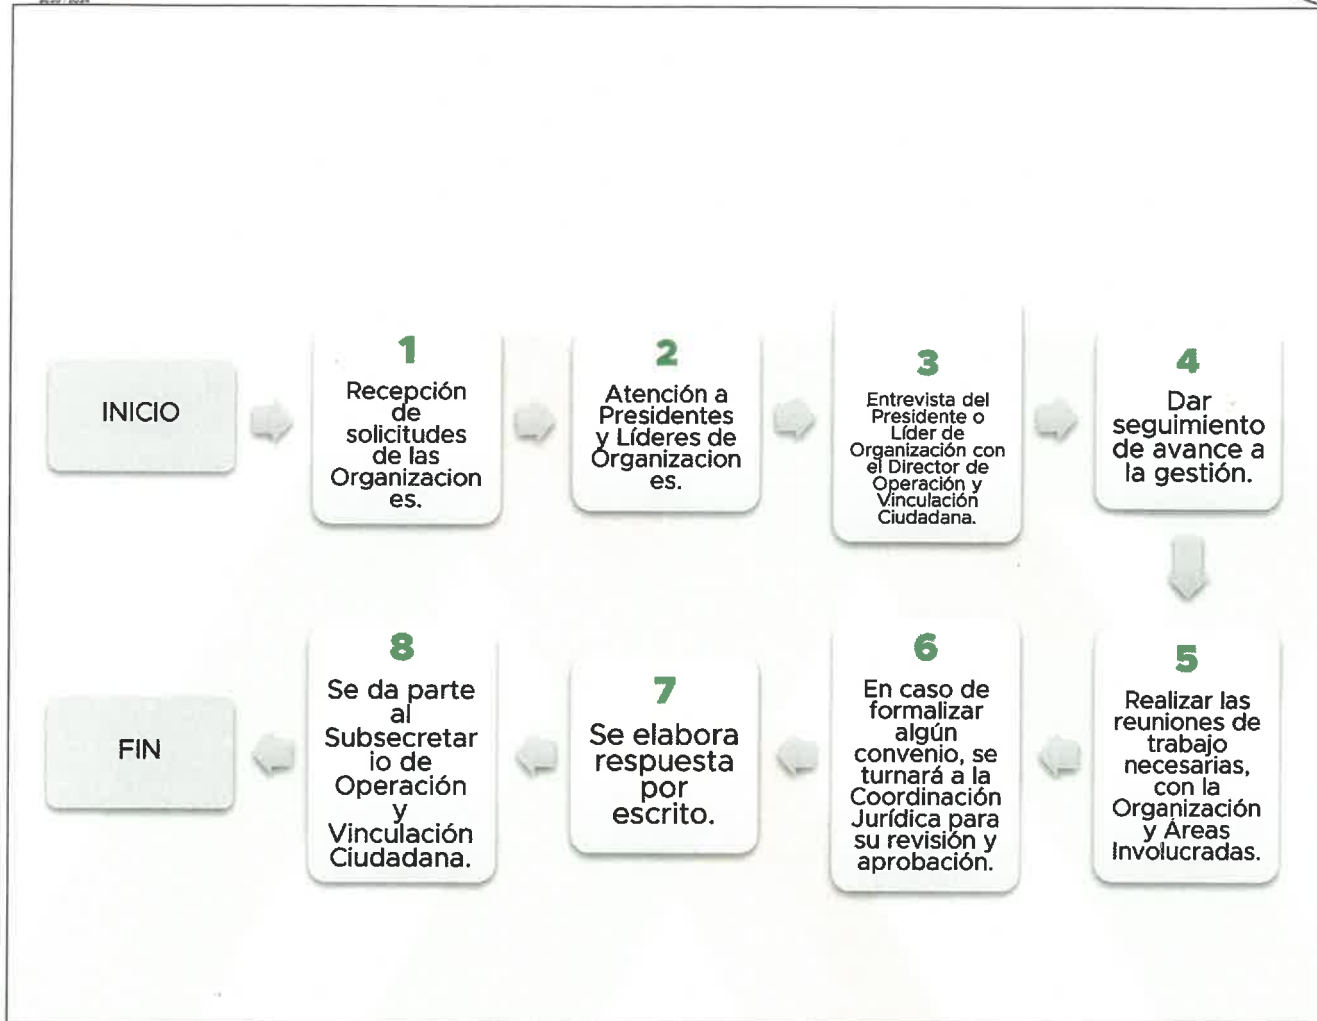 INICIO
1
Recepción
de
solicitudes
de las
Organizacion
es.
2
Atención a
Presidentes
y Líderes de
Organizacion
es.
3
Entrevista del
Presidente o
Líder de
Organización con
el Director de
Operación y
Vinculación
Ciudadana.
4
Dar
seguimiento
de avance a
la gestión.
5
Realizar las
reuniones de
trabajo
necesarias,
con la
Organización
y Áreas
Involucradas.
6
En caso de
formalizar
algún
convenio, se
turnará a la
Coordinación
Jurídica para
su revisión y
aprobación.
7
Se elabora
respuesta
por
escrito.
8
Se da parte
al
Subsecretar
io de
Operación
y
Vinculación
Ciudadana.
FIN